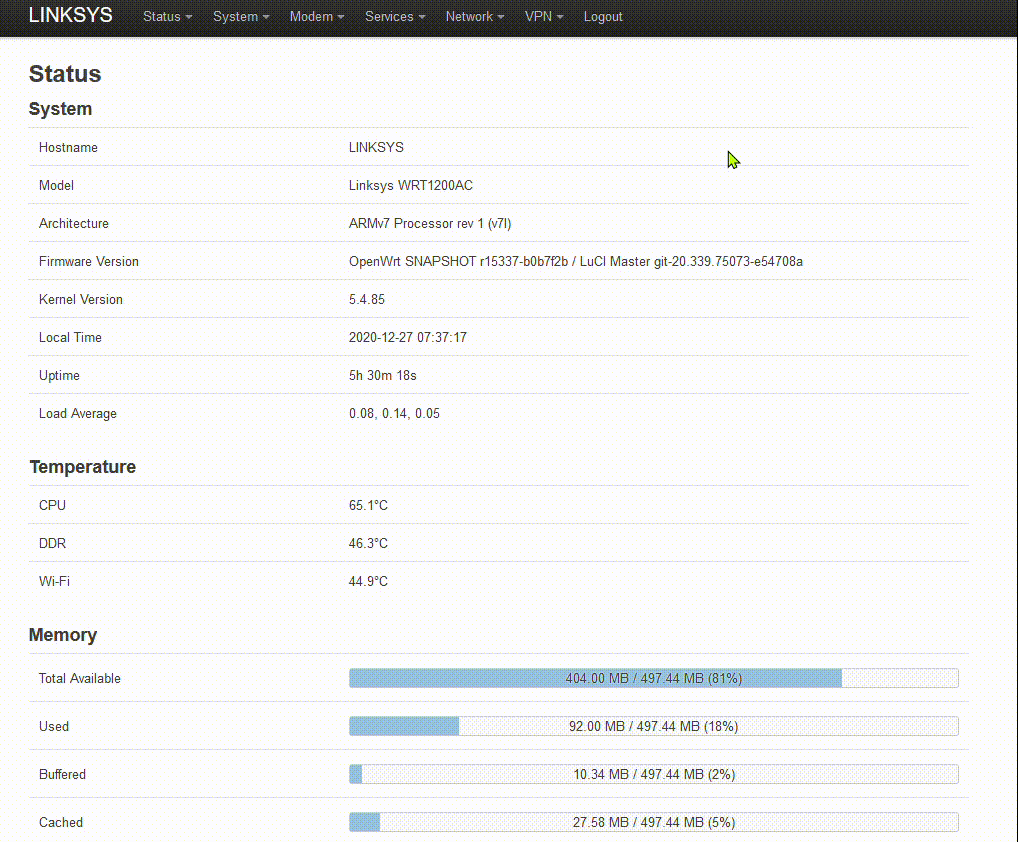 LINKSYS Status System Modem Services Network VPN Logout
Status
System
Hostname LINKSYS
Model Linksys WRT1200AC
Architecture ARMv7 Processor rev 1 (v7l)
Firmware Version OpenWrt SNAPSHOT r15337-b0b7f2b / LuCI Master git-20.339.75073-e54708a
Kernel Version 5.4.85
Local Time 2020-12-27 07:37:17
Uptime 5h 30m 18s
Load Average 0.08, 0.14, 0.05
Temperature
CPU 65.1°C
DDR 46.3°C
Wi-Fi 44.9°C
Memory
Total Available 404.00 MB / 497.44 MB (81%)
Used 92.00 MB / 497.44 MB (18%)
Buffered 10.34 MB / 497.44 MB (2%)
Cached 27.58 MB / 497.44 MB (5%)